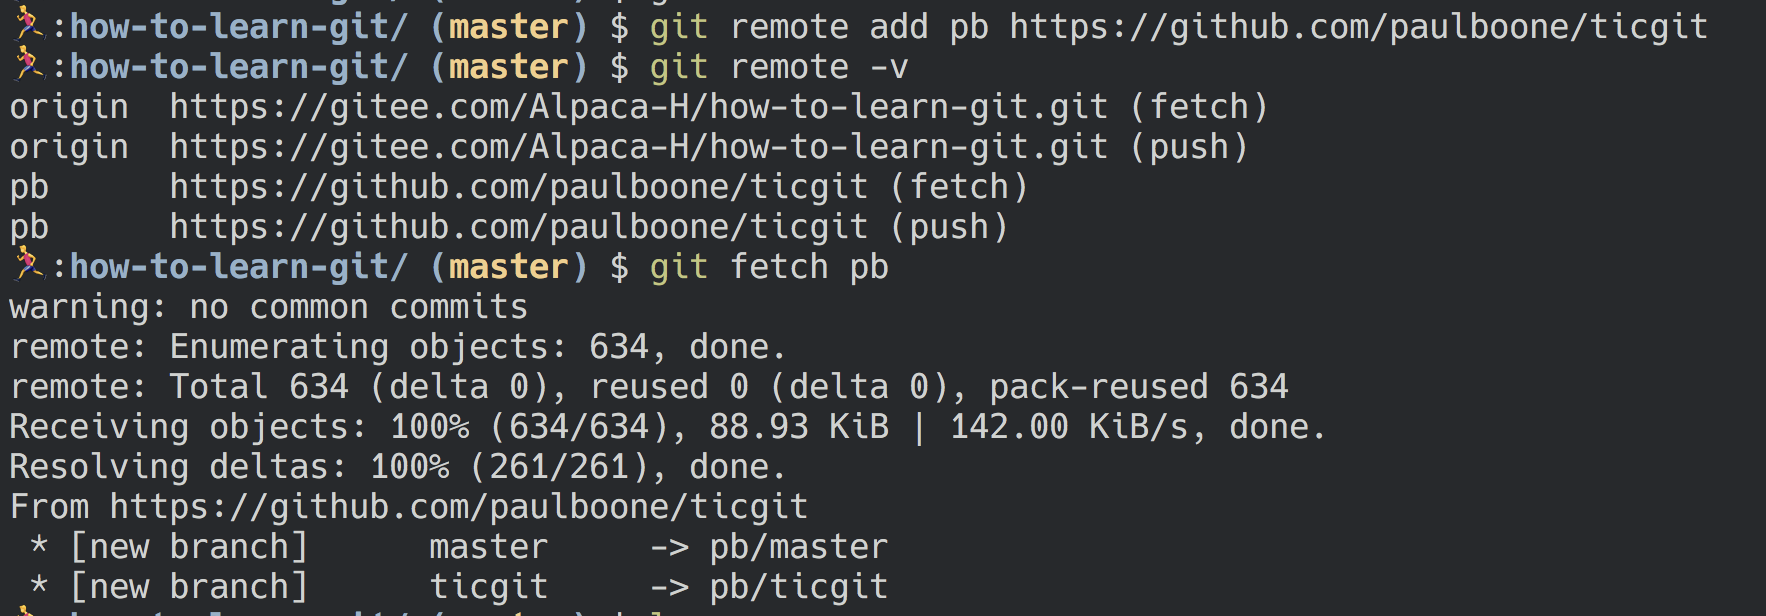 🏃:how-to-learn-git/ (master) $ git remote add pb https://github.com/paulboone/ticgit
🏃:how-to-learn-git/ (master) $ git remote -v
origin  https://gitee.com/Alpaca-H/how-to-learn-git.git (fetch)
origin  https://gitee.com/Alpaca-H/how-to-learn-git.git (push)
pb      https://github.com/paulboone/ticgit (fetch)
pb      https://github.com/paulboone/ticgit (push)
🏃:how-to-learn-git/ (master) $ git fetch pb
warning: no common commits
remote: Enumerating objects: 634, done.
remote: Total 634 (delta 0), reused 0 (delta 0), pack-reused 634
Receiving objects: 100% (634/634), 88.93 KiB | 142.00 KiB/s, done.
Resolving deltas: 100% (261/261), done.
From https://github.com/paulboone/ticgit
 * [new branch]      master     -> pb/master
 * [new branch]      ticgit     -> pb/ticgit